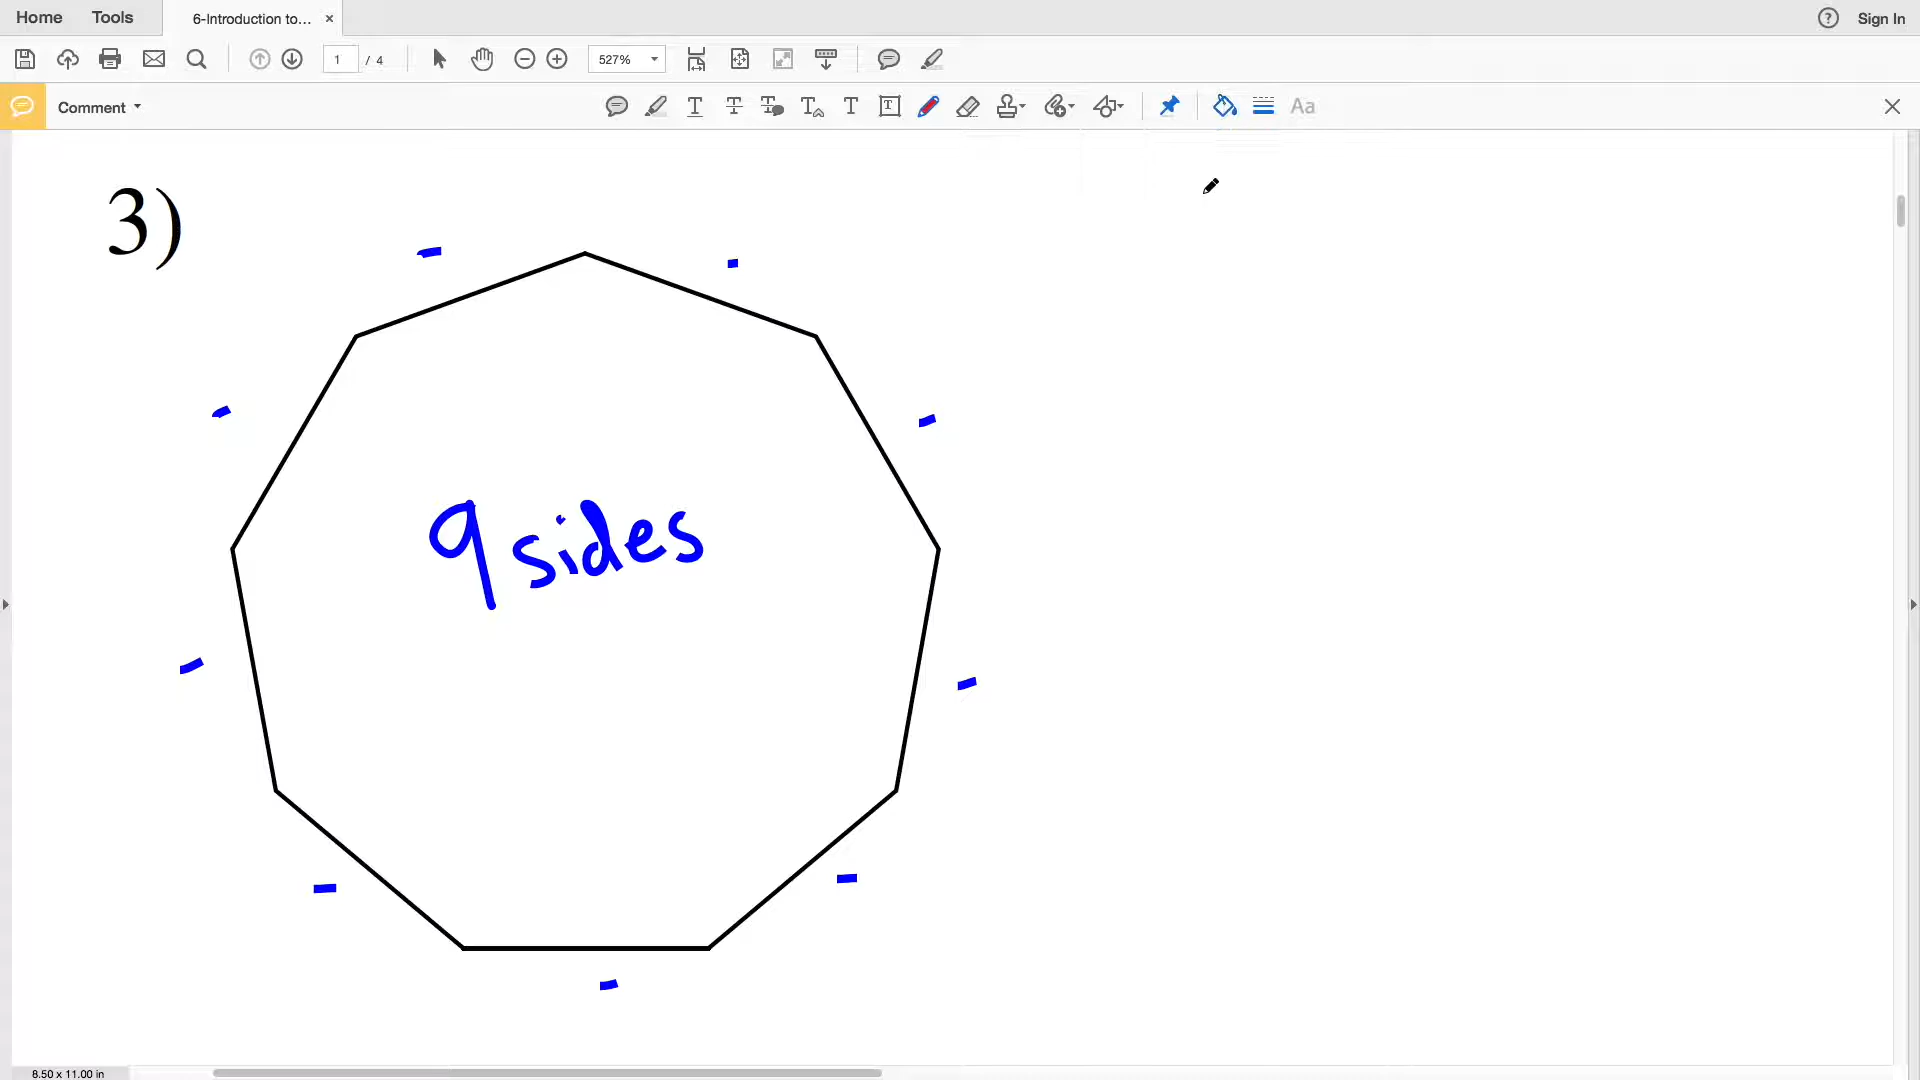 Home Tools 6-Introduction to... × Sign In
1 / 4 527%
Comment Aa
3)
9 sides
8.50 x 11.00 in